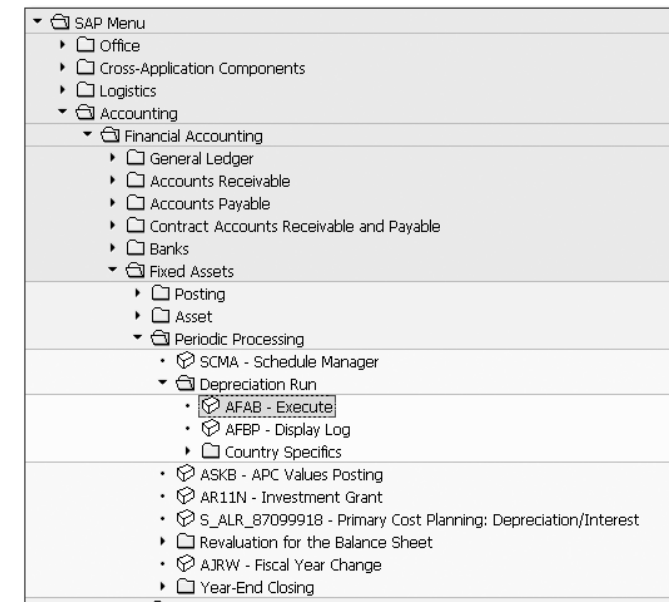 SAP Menu
Office
Cross-Application Components
Logistics
Accounting
Financial Accounting
General Ledger
Accounts Receivable
Accounts Payable
Contract Accounts Receivable and Payable
Banks
Fixed Assets
Posting
Asset
Periodic Processing
SCMA - Schedule Manager
Depreciation Run
AFAB - Execute
AFBP - Display Log
Country Specifics
ASKB - APC Values Posting
AR11N - Investment Grant
S_ALR_87099918 - Primary Cost Planning: Depreciation/Interest
Revaluation for the Balance Sheet
AJRW - Fiscal Year Change
Year-End Closing